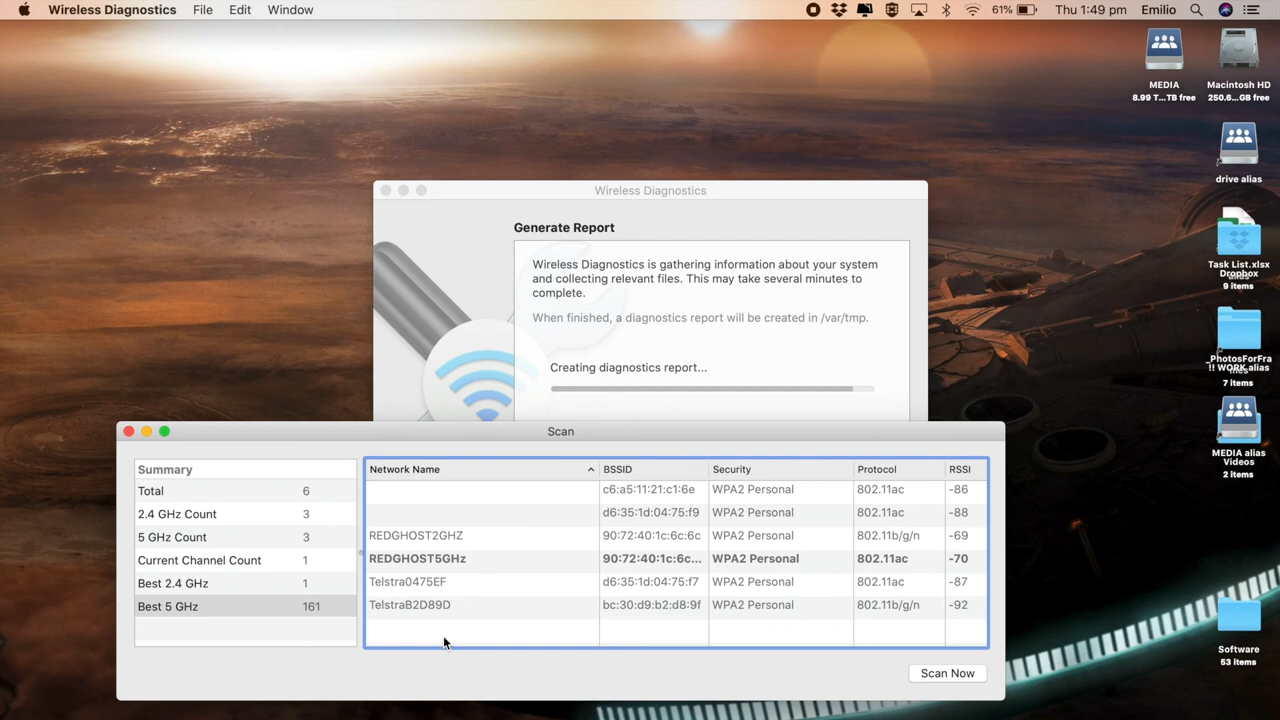 Wireless Diagnostics File Edit Window 61% Thu 1:49 pm Emilio
MEDIA
8.99 T...TB free
Macintosh HD
250.6...GB free
drive alias
Task List.xlsx
Dropbox
9 items
_PhotosForFra
!! WORK alias
7 items
MEDIA alias
Videos
2 items
Software
53 items
Wireless Diagnostics
Generate Report
Wireless Diagnostics is gathering information about your system
and collecting relevant files. This may take several minutes to
complete.
When finished, a diagnostics report will be created in /var/tmp.
Creating diagnostics report...
Scan
Summary
Total 6
2.4 GHz Count 3
5 GHz Count 3
Current Channel Count 1
Best 2.4 GHz 1
Best 5 GHz 161
Network Name BSSID Security Protocol RSSI
c6:a5:11:21:c1:6e WPA2 Personal 802.11ac -86
d6:35:1d:04:75:f9 WPA2 Personal 802.11ac -88
REDGHOST2GHZ 90:72:40:1c:6c:6c WPA2 Personal 802.11b/g/n -69
REDGHOST5GHz 90:72:40:1c:6c... WPA2 Personal 802.11ac -70
Telstra0475EF d6:35:1d:04:75:f7 WPA2 Personal 802.11ac -87
TelstraB2D89D bc:30:d9:b2:d8:9f WPA2 Personal 802.11b/g/n -92
Scan Now